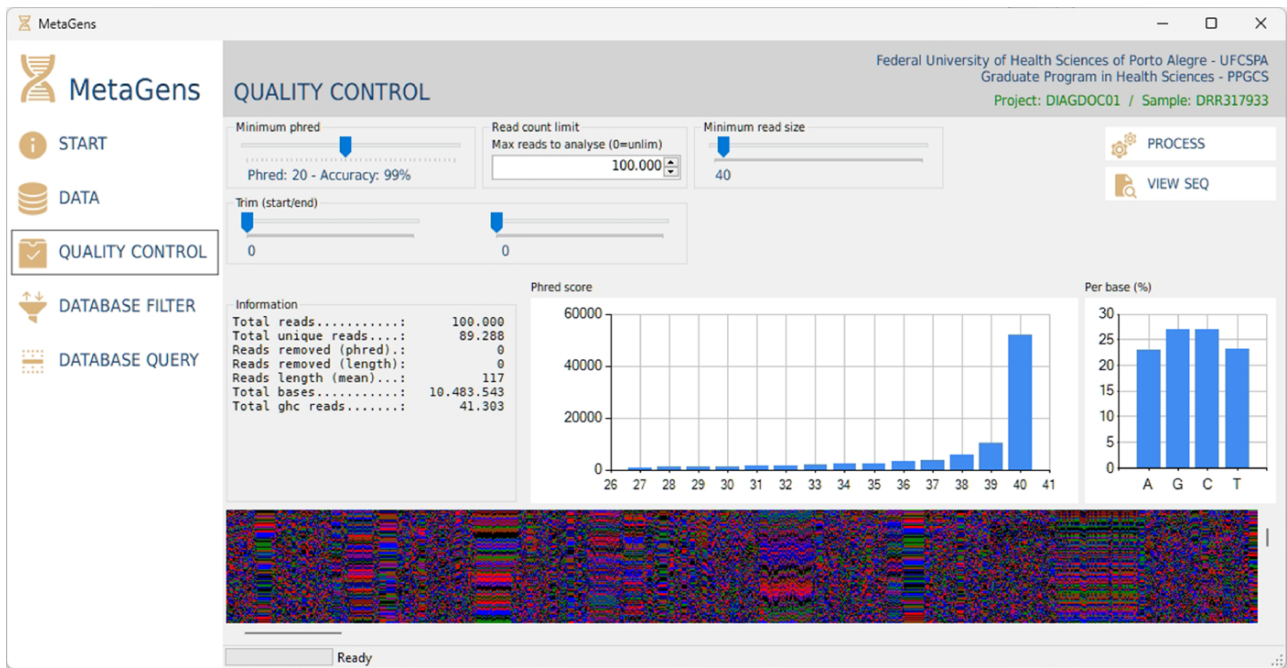 MetaGens
MetaGens
START
DATA
QUALITY CONTROL
DATABASE FILTER
DATABASE QUERY
QUALITY CONTROL
Federal University of Health Sciences of Porto Alegre - UFCSPA
Graduate Program in Health Sciences - PPGCS
Project: DIAGDOC01 / Sample: DRR317933
Minimum phred
Phred: 20 - Accuracy: 99%
Read count limit
Max reads to analyse (0=unlim)
100.000
Minimum read size
40
PROCESS
VIEW SEQ
Trim (start/end)
0
0
Information
Total reads...........: 100.000
Total unique reads....: 89.288
Reads removed (phred).: 0
Reads removed (length): 0
Reads length (mean)...: 117
Total bases...........: 10.483.543
Total ghc reads.......: 41.303
Phred score
60000
40000
20000
0
26 27 28 29 30 31 32 33 34 35 36 37 38 39 40 41
Per base (%)
30
25
20
15
10
5
0
A G C T
Ready